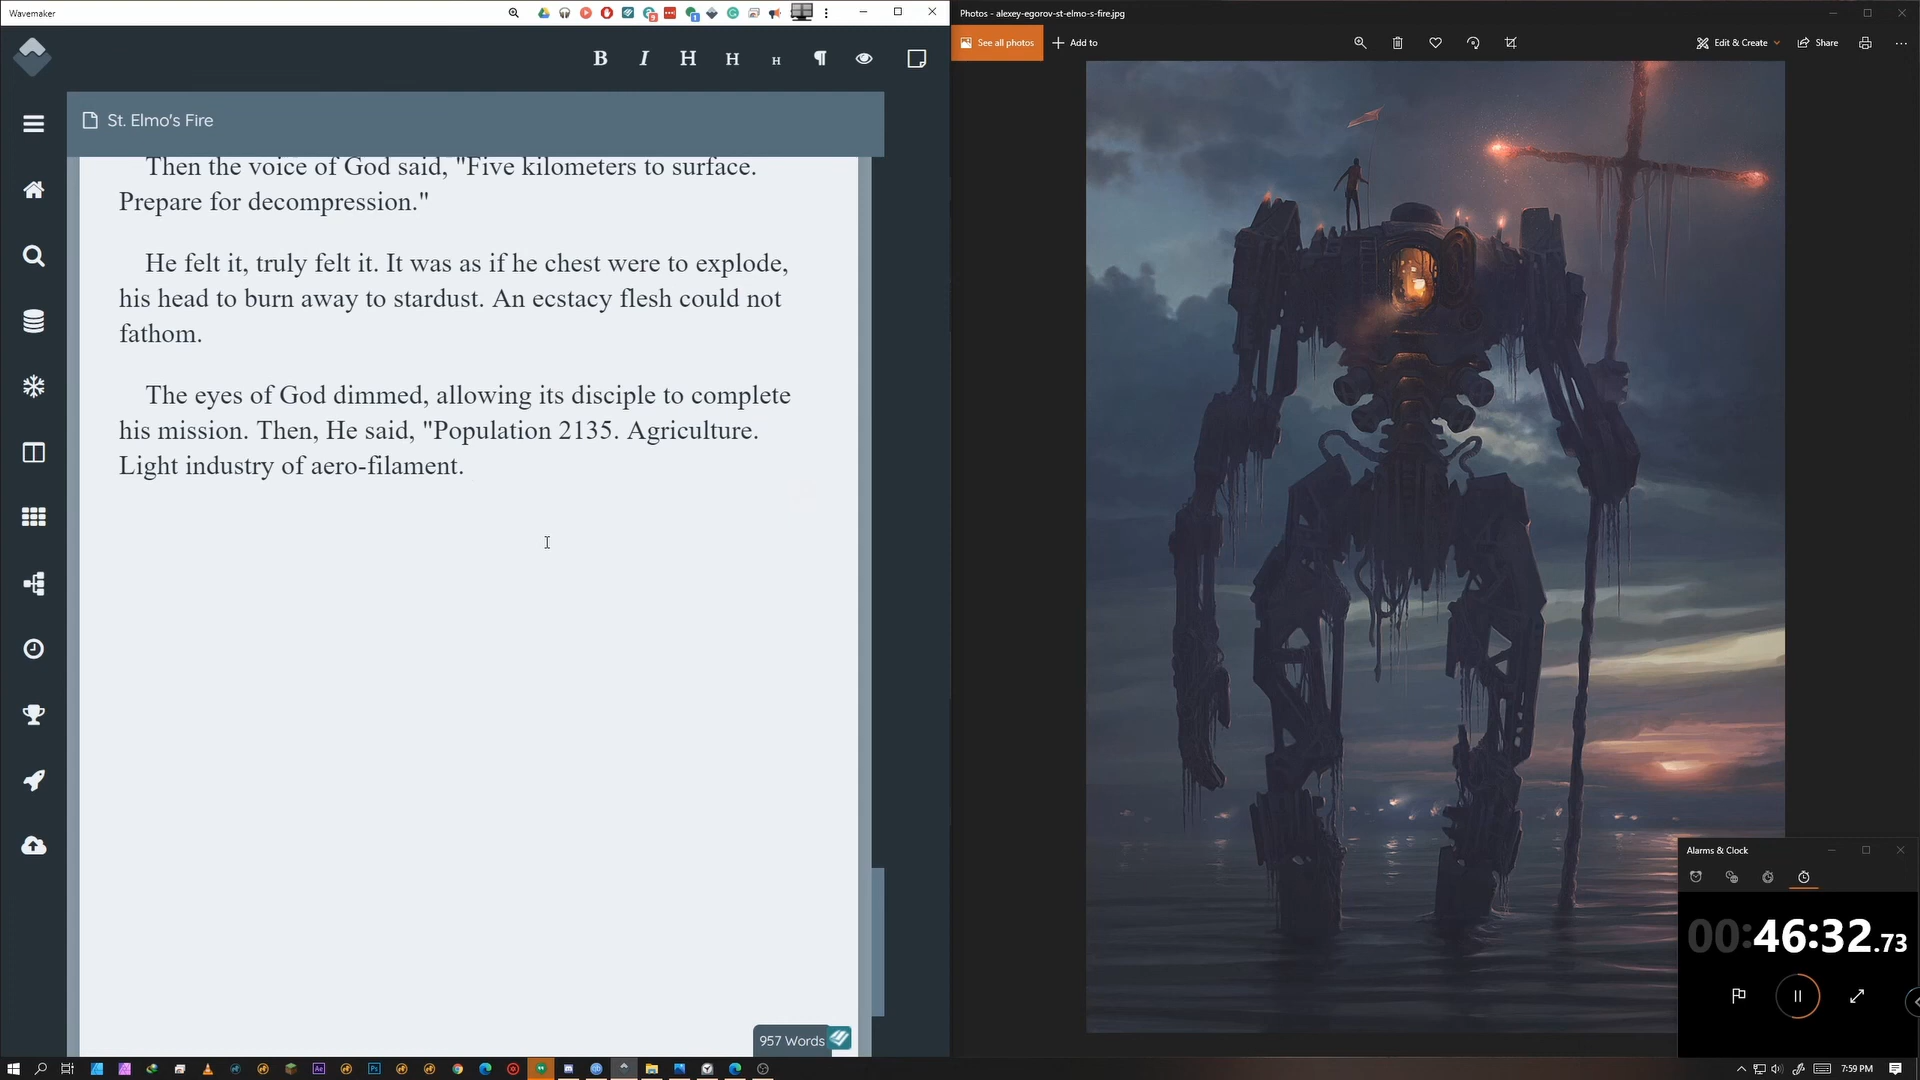 Wavemaker
Photos - alexey-egorov-st-elmo-s-fire.jpg
See all photos
Add to
Edit & Create
Share
B I H H H ¶
St. Elmo's Fire
Then the voice of God said, "Five kilometers to surface.
Prepare for decompression."
He felt it, truly felt it. It was as if he chest were to explode,
his head to burn away to stardust. An ecstacy flesh could not
fathom.
The eyes of God dimmed, allowing its disciple to complete
his mission. Then, He said, "Population 2135. Agriculture.
Light industry of aero-filament.
957 Words
Alarms & Clock
00:46:32.73
7:59 PM